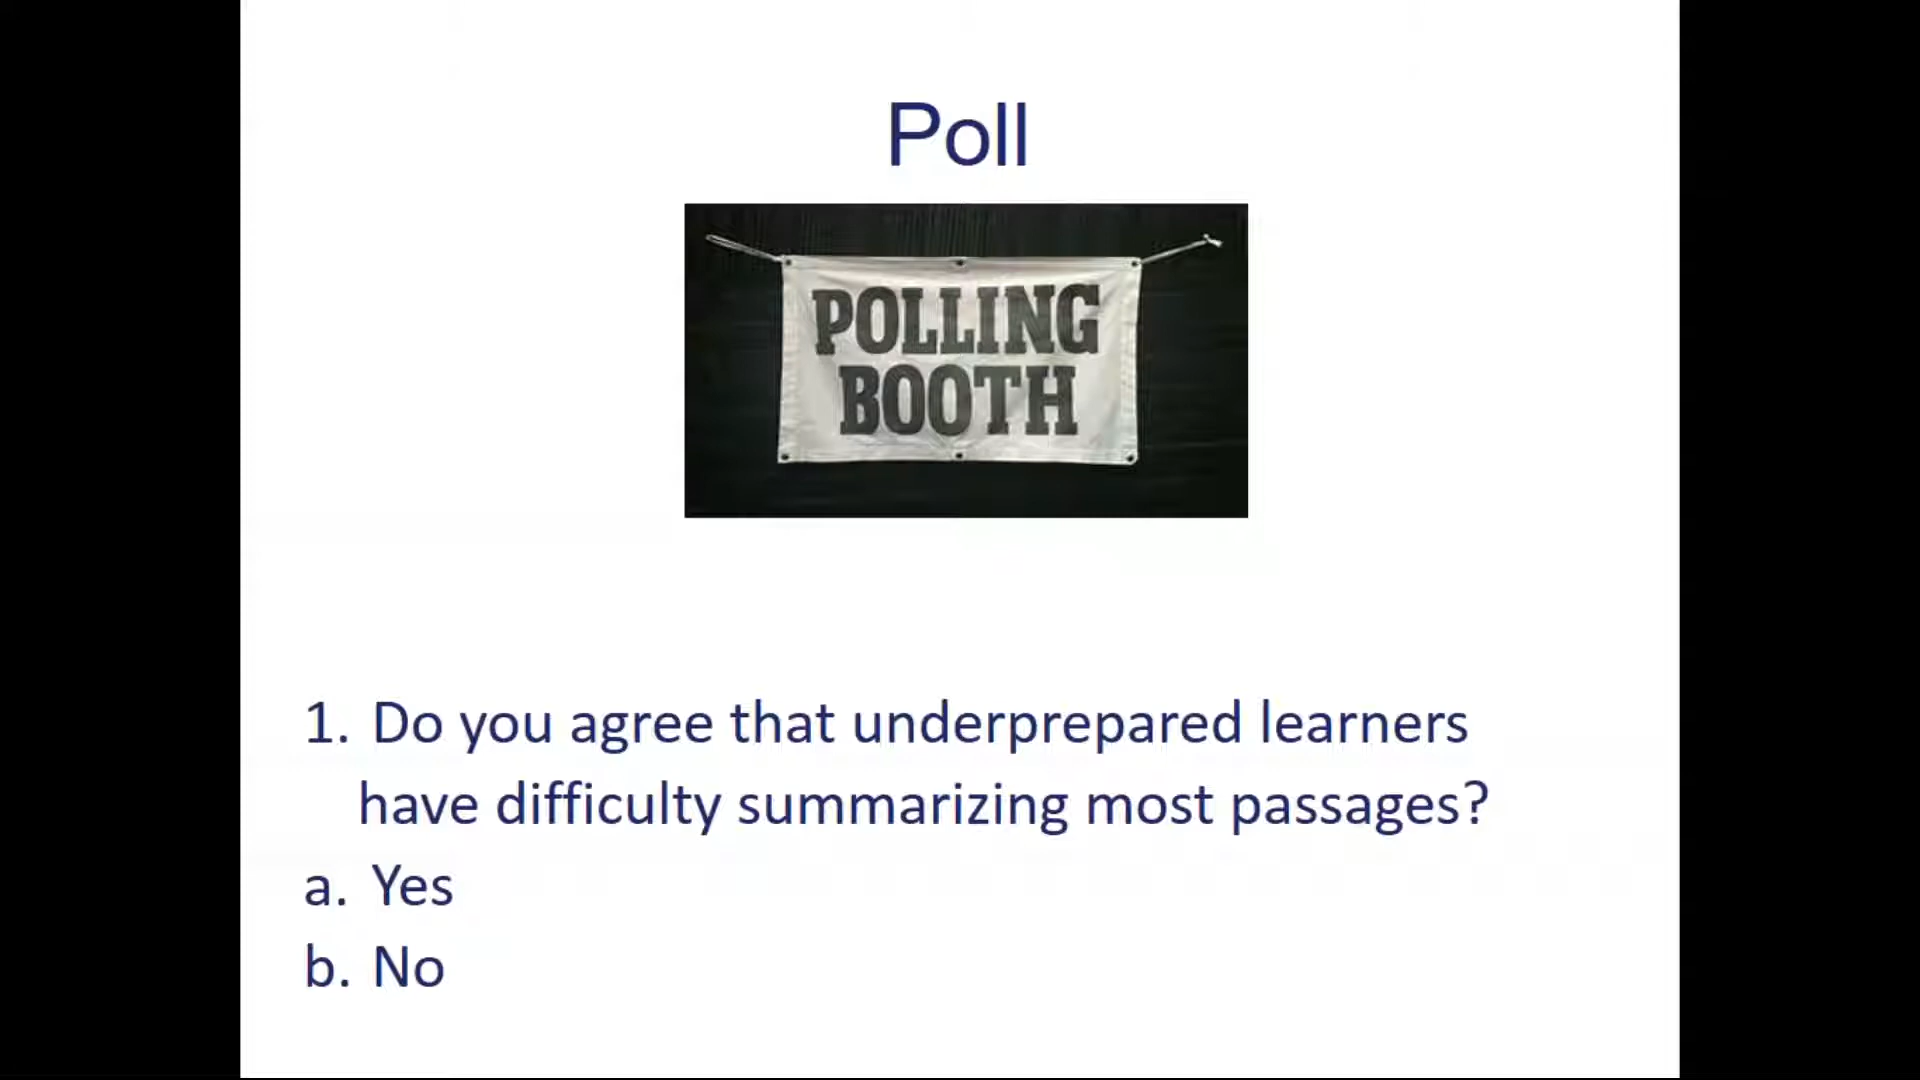 Poll
POLLING
BOOTH
1. Do you agree that underprepared learners
have difficulty summarizing most passages?
a. Yes
b. No